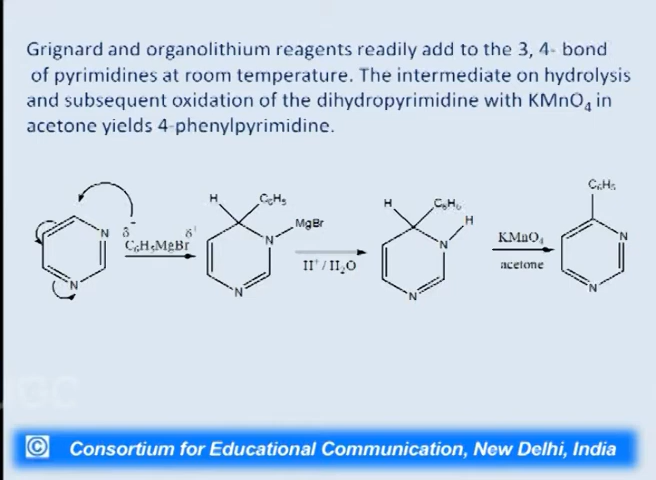 Grignard and organolithium reagents readily add to the 3, 4- bond
of pyrimidines at room temperature. The intermediate on hydrolysis
and subsequent oxidation of the dihydropyrimidine with KMnO₄ in
acetone yields 4-phenylpyrimidine.
C₆H₅
H C₆H₅ H C₆H₅
H
MgBr
N δ⁻ δ⁺ N N KMnO₄ N
C₆H₅MgBr
H⁺/H₂O acetone
N N N N
GC
© Consortium for Educational Communication, New Delhi, India